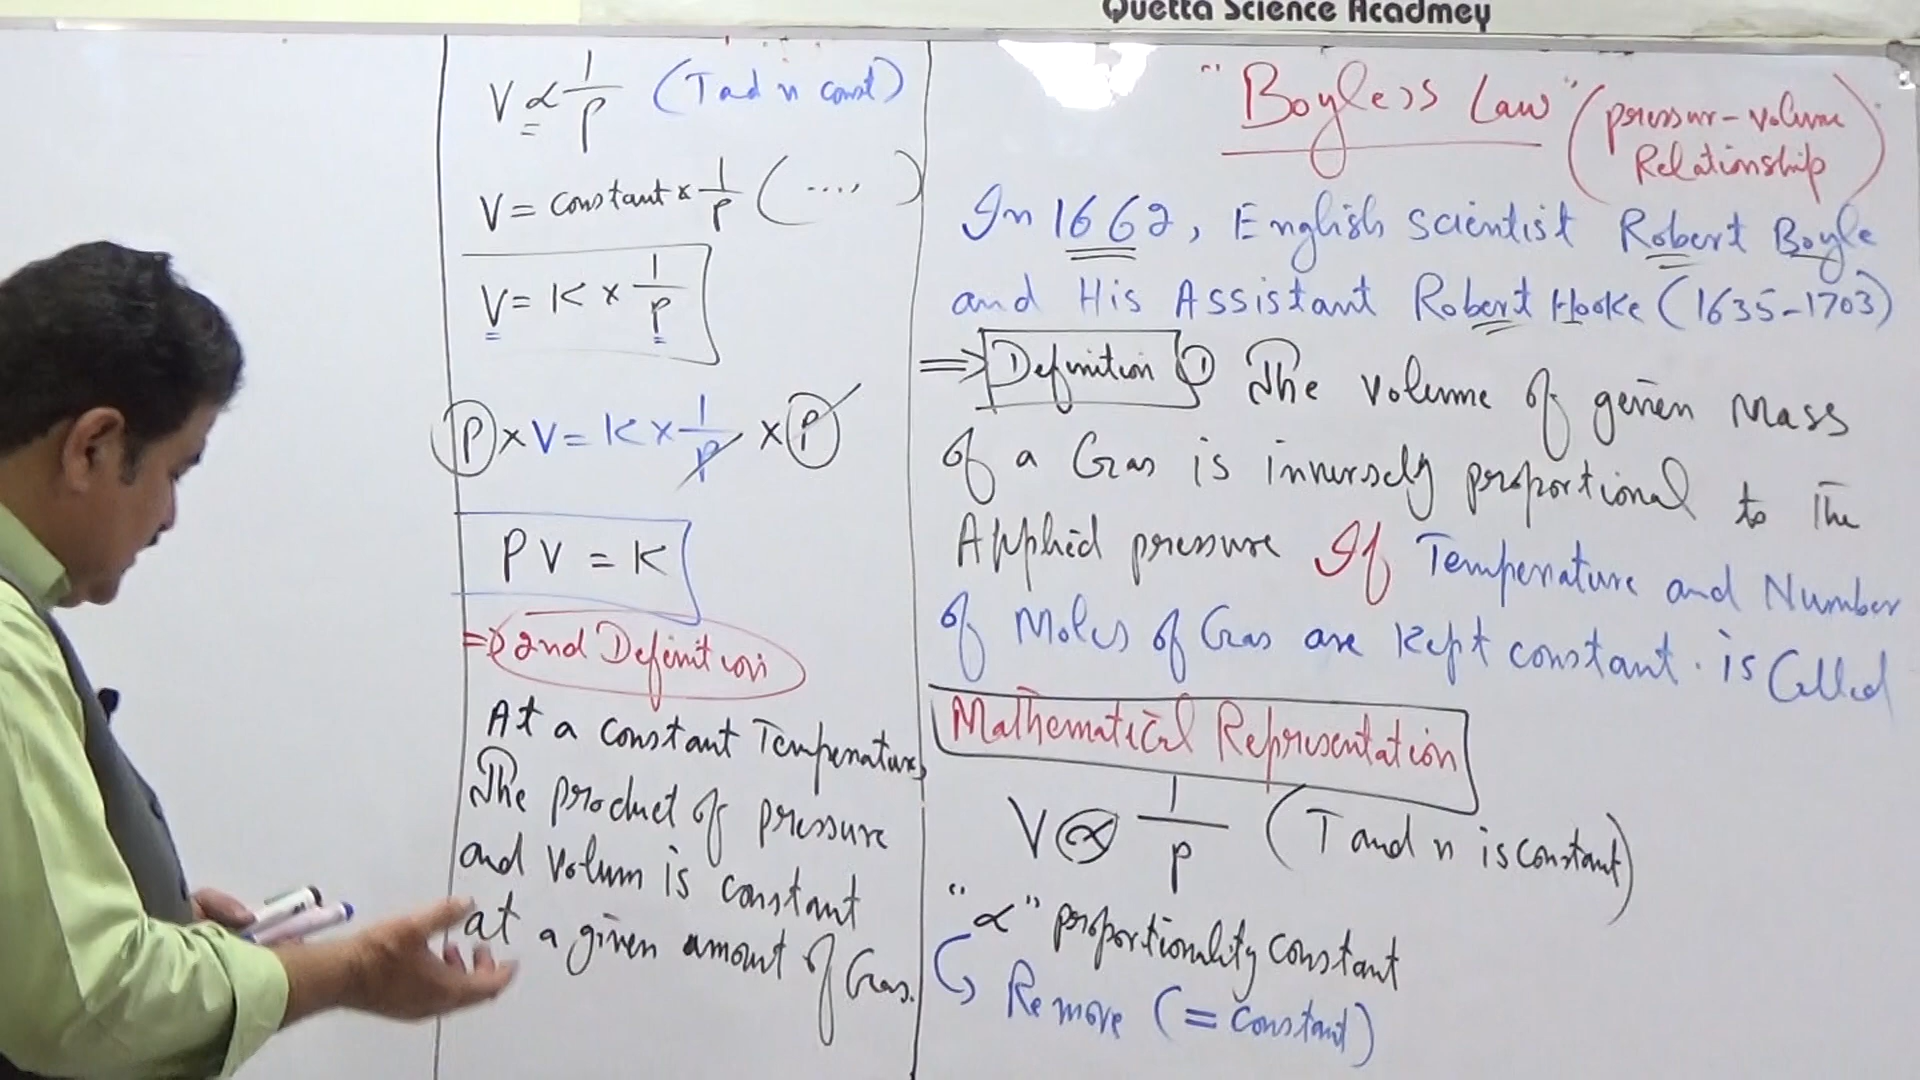 Quetta Science Acadmey
"Boyle's Law" (pressur-volume Relationship)
In 1662, English scientist Robert Boyle
and His Assistant Robert Hooke (1635-1703)
⇒ Definition ① The volume of given Mass
of a Gas is inversely proportional to The
Applied pressure If Temperature and Number
of Moles of Gas are Kept constant. is Called
Mathematical Representation
V ∝ 1/P (T and n is constant)
"∝" proportionality constant
Remove (= constant)
V ∝ 1/P (T ad n const)
V = constant × 1/P (....)
V = K × 1/P
P × V = K × 1/P × P
PV = K
⇒ 2nd Definition
At a constant Temperature,
The product of pressure
and volum is constant
at a given amount of Gas.